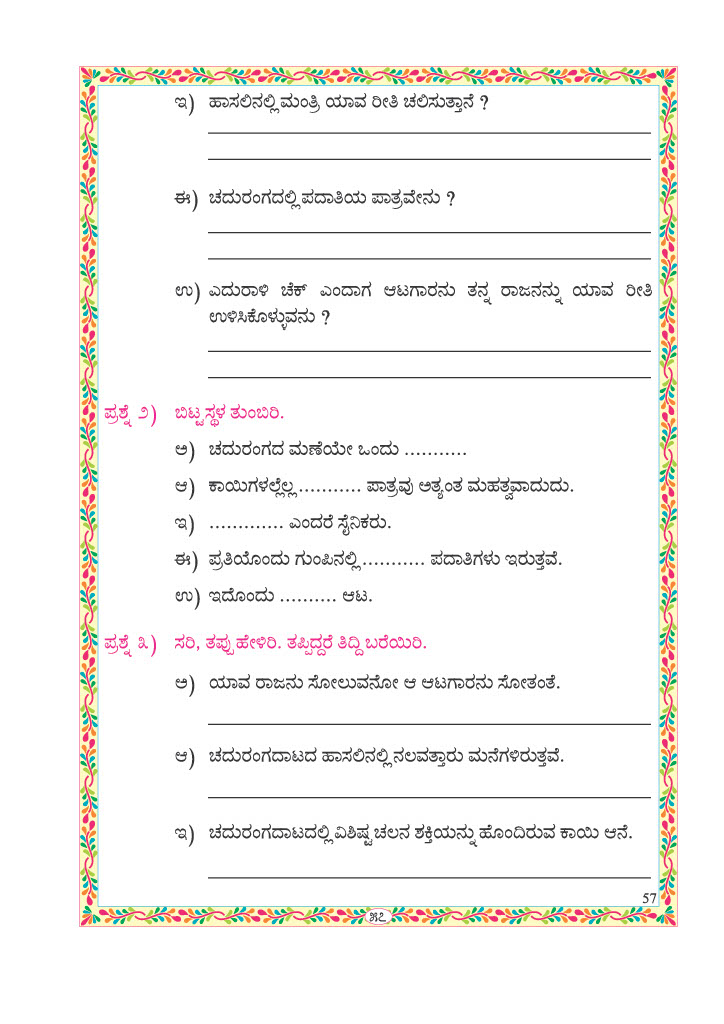 ಇ) ಹಾಸಲಿನಲ್ಲಿ ಮಂತ್ರಿ ಯಾವ ರೀತಿ ಚಲಿಸುತ್ತಾನೆ ?
ಈ) ಚದುರಂಗದಲ್ಲಿ ಪದಾತಿಯ ಪಾತ್ರವೇನು ?
ಉ) ಎದುರಾಳಿ ಚೆಕ್ ಎಂದಾಗ ಆಟಗಾರನು ತನ್ನ ರಾಜನನ್ನು ಯಾವ ರೀತಿ
ಉಳಿಸಿಕೊಳ್ಳುವನು ?
ಪ್ರಶ್ನೆ ೨) ಬಿಟ್ಟಸ್ಥಳ ತುಂಬಿರಿ.
ಅ) ಚದುರಂಗದ ಮಣೆಯೇ ಒಂದು ...........
ಆ) ಕಾಯಿಗಳಲ್ಲೆಲ್ಲ ........... ಪಾತ್ರವು ಅತ್ಯಂತ ಮಹತ್ವವಾದುದು.
ಇ) ............. ಎಂದರೆ ಸೈನಿಕರು.
ಈ) ಪ್ರತಿಯೊಂದು ಗುಂಪಿನಲ್ಲಿ ........... ಪದಾತಿಗಳು ಇರುತ್ತವೆ.
ಉ) ಇದೊಂದು .......... ಆಟ.
ಪ್ರಶ್ನೆ ೩) ಸರಿ, ತಪ್ಪು ಹೇಳಿರಿ. ತಪ್ಪಿದ್ದರೆ ತಿದ್ದಿ ಬರೆಯಿರಿ.
ಅ) ಯಾವ ರಾಜನು ಸೋಲುವನೋ ಆ ಆಟಗಾರನು ಸೋತಂತೆ.
ಆ) ಚದುರಂಗದಾಟದ ಹಾಸಲಿನಲ್ಲಿ ನಲವತ್ತಾರು ಮನೆಗಳಿರುತ್ತವೆ.
ಇ) ಚದುರಂಗದಾಟದಲ್ಲಿ ವಿಶಿಷ್ಟ ಚಲನ ಶಕ್ತಿಯನ್ನು ಹೊಂದಿರುವ ಕಾಯಿ ಆನೆ.
57
೫೭